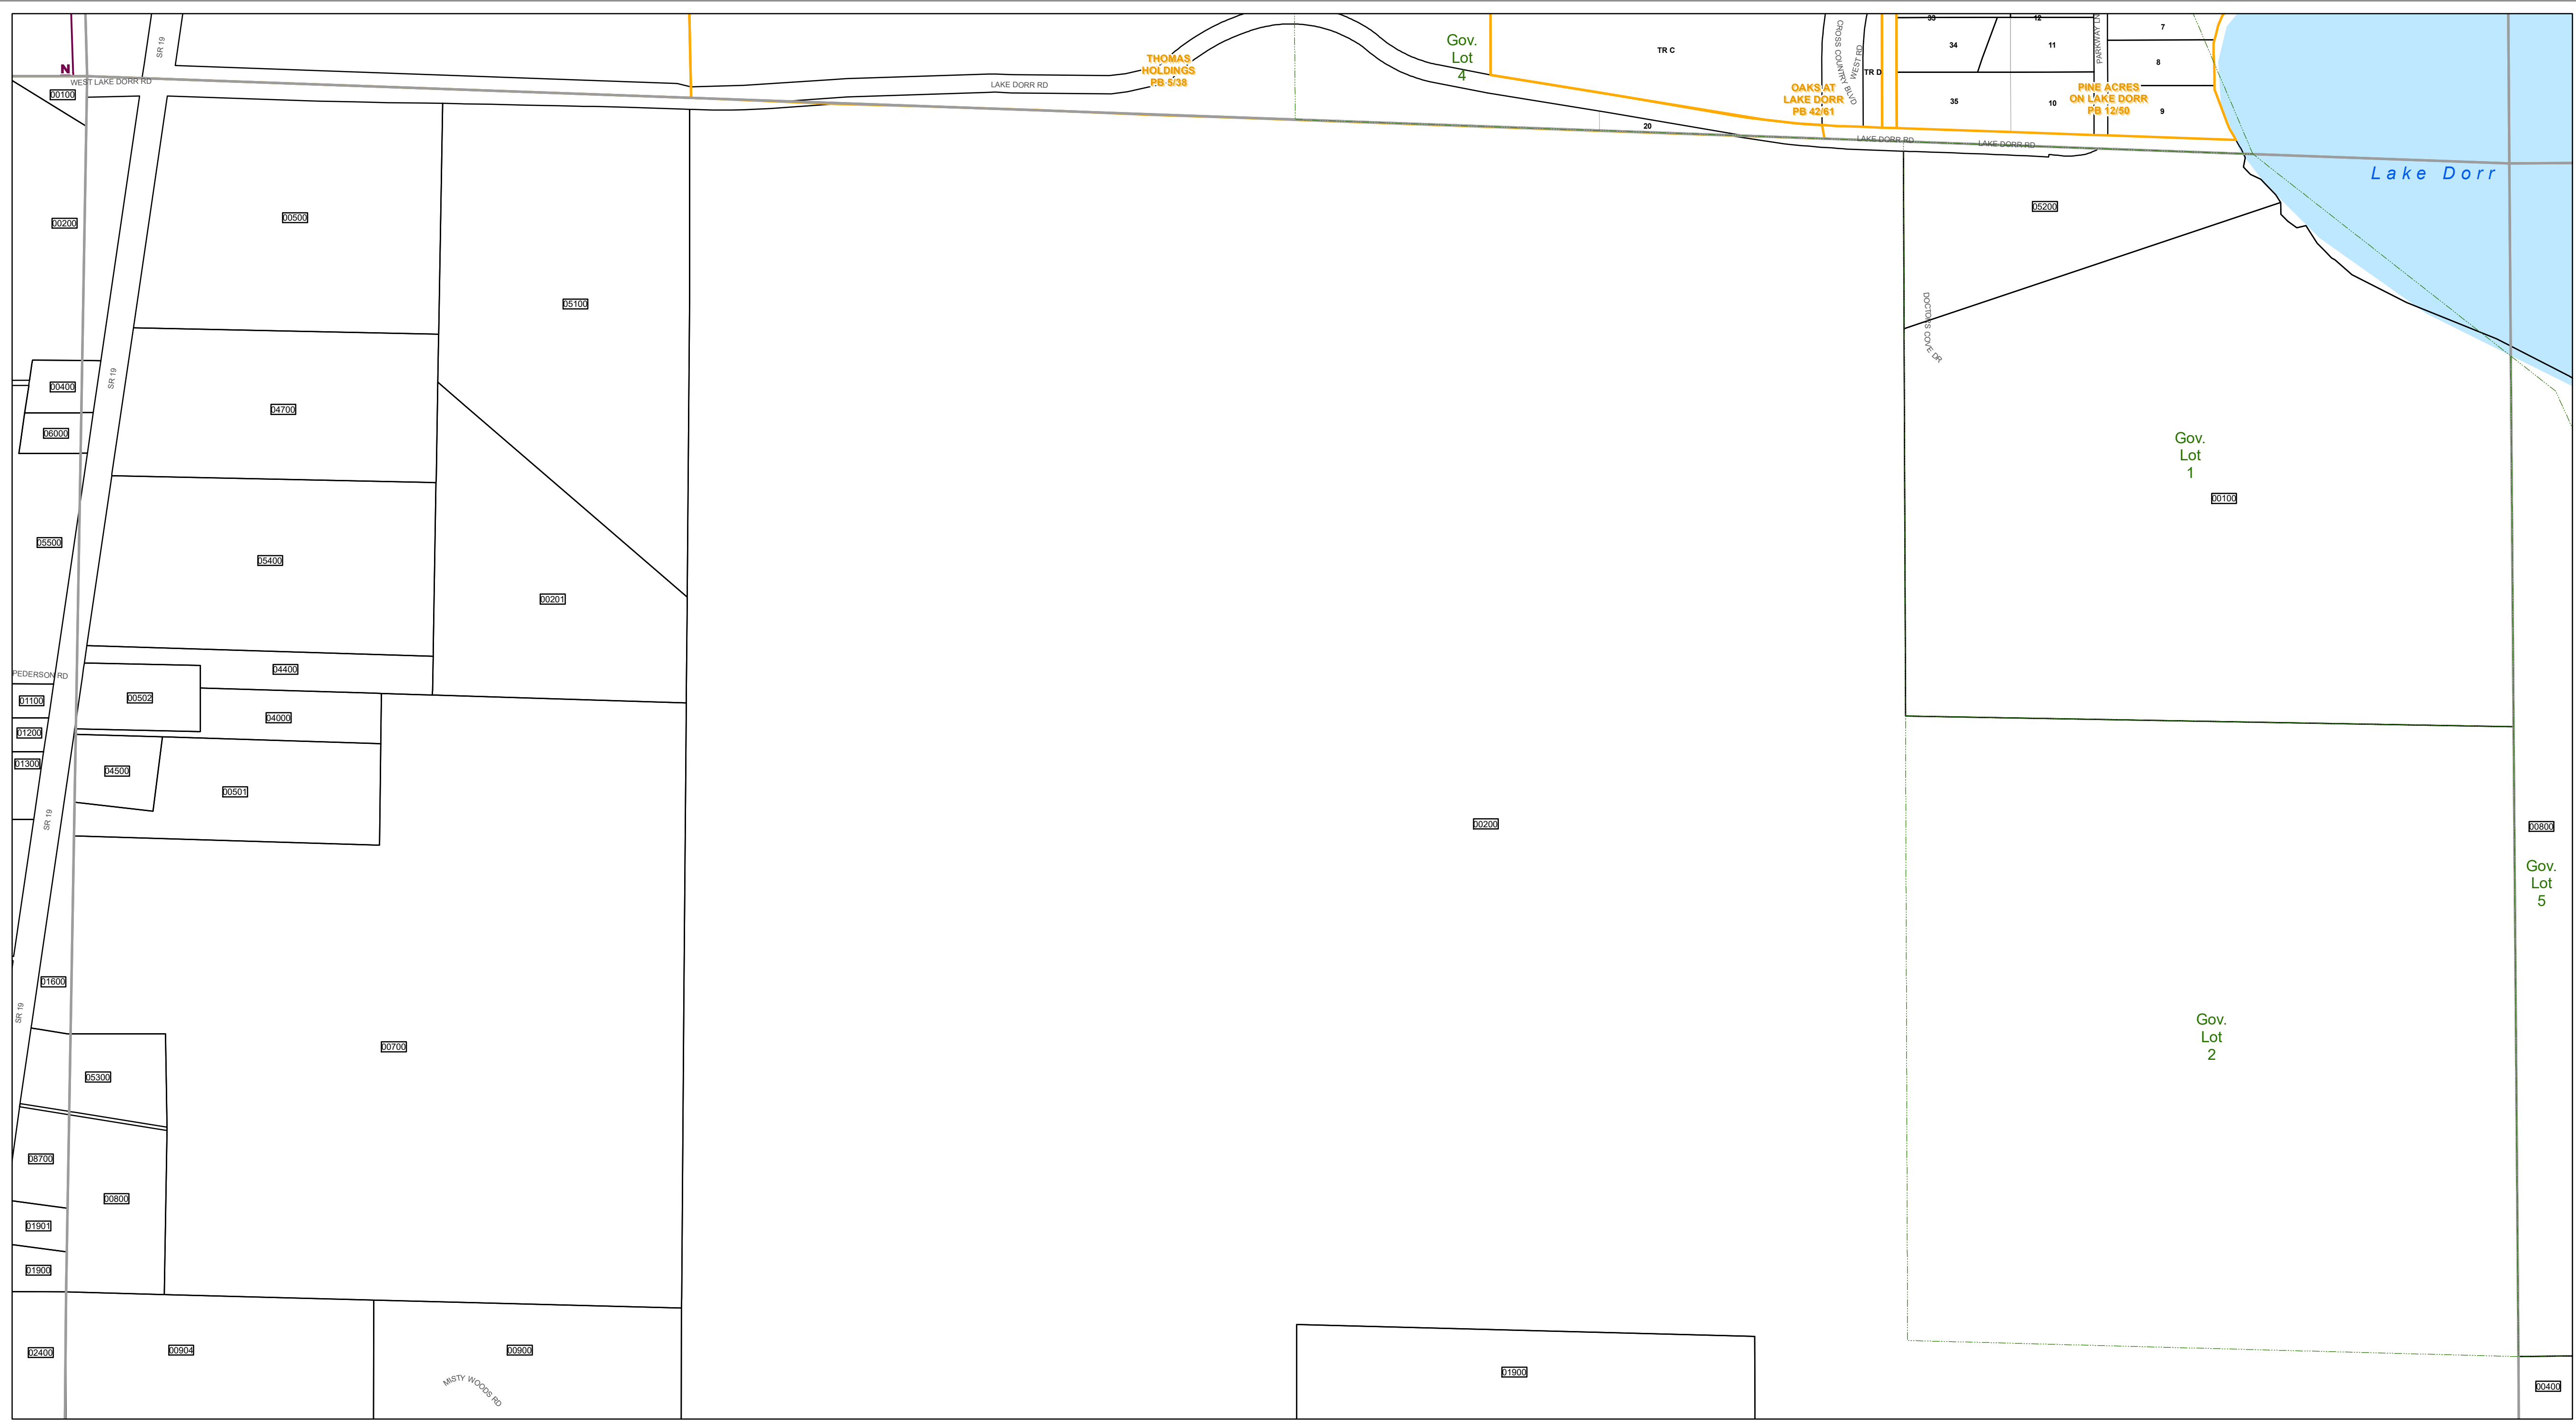 SR 19
N
WEST LAKE DORR RD
00100
THOMAS
HOLDINGS
PB 5/38
LAKE DORR RD
Gov.
Lot
4
TR C
20
CROSS COUNTRY BLVD
WEST RD
TR D
OAKS AT
LAKE DORR
PB 42/61
33
12
34
11
35
10
PARKWAY LN
PINE ACRES
ON LAKE DORR
PB 12/50
7
8
9
LAKE DORR RD
LAKE DORR RD
Lake Dorr
00200
00500
05100
05200
DOCTORS COVE DR
SR 19
00400
04700
06000
Gov.
Lot
1
00100
05500
05400
00201
PEDERSON RD
04400
01100
00502
04000
01200
01300
04500
00501
SR 19
00200
00800
Gov.
Lot
5
01600
SR 19
00700
Gov.
Lot
2
05300
08700
00800
01901
01900
02400
00904
00900
MISTY WOODS RD
01900
00400